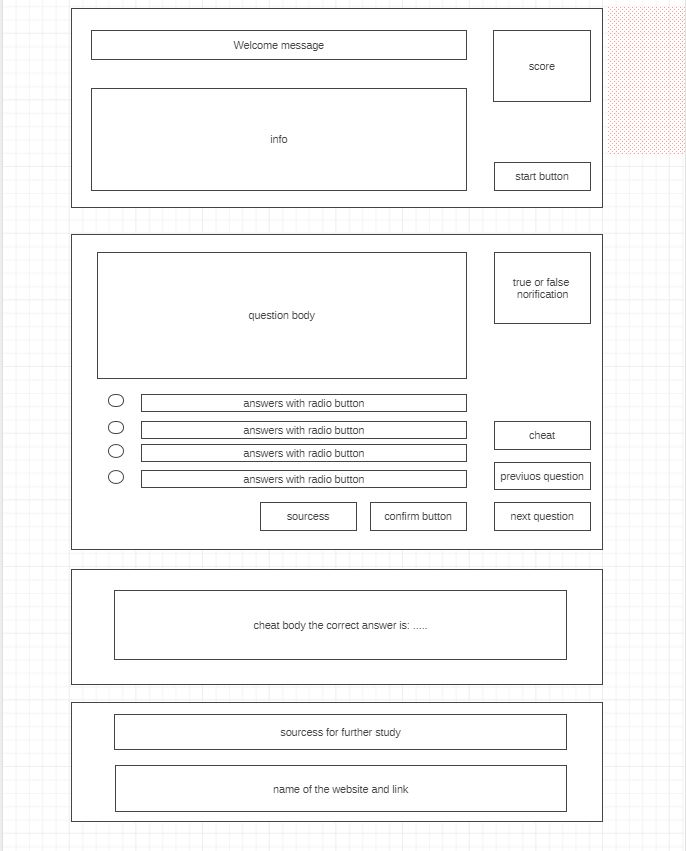 Welcome message
score
info
start button
question body
true or false
norification
answers with radio button
answers with radio button
cheat
answers with radio button
answers with radio button
previuos question
sourcess
confirm button
next question
cheat body the correct answer is: .....
sourcess for further study
name of the website and link